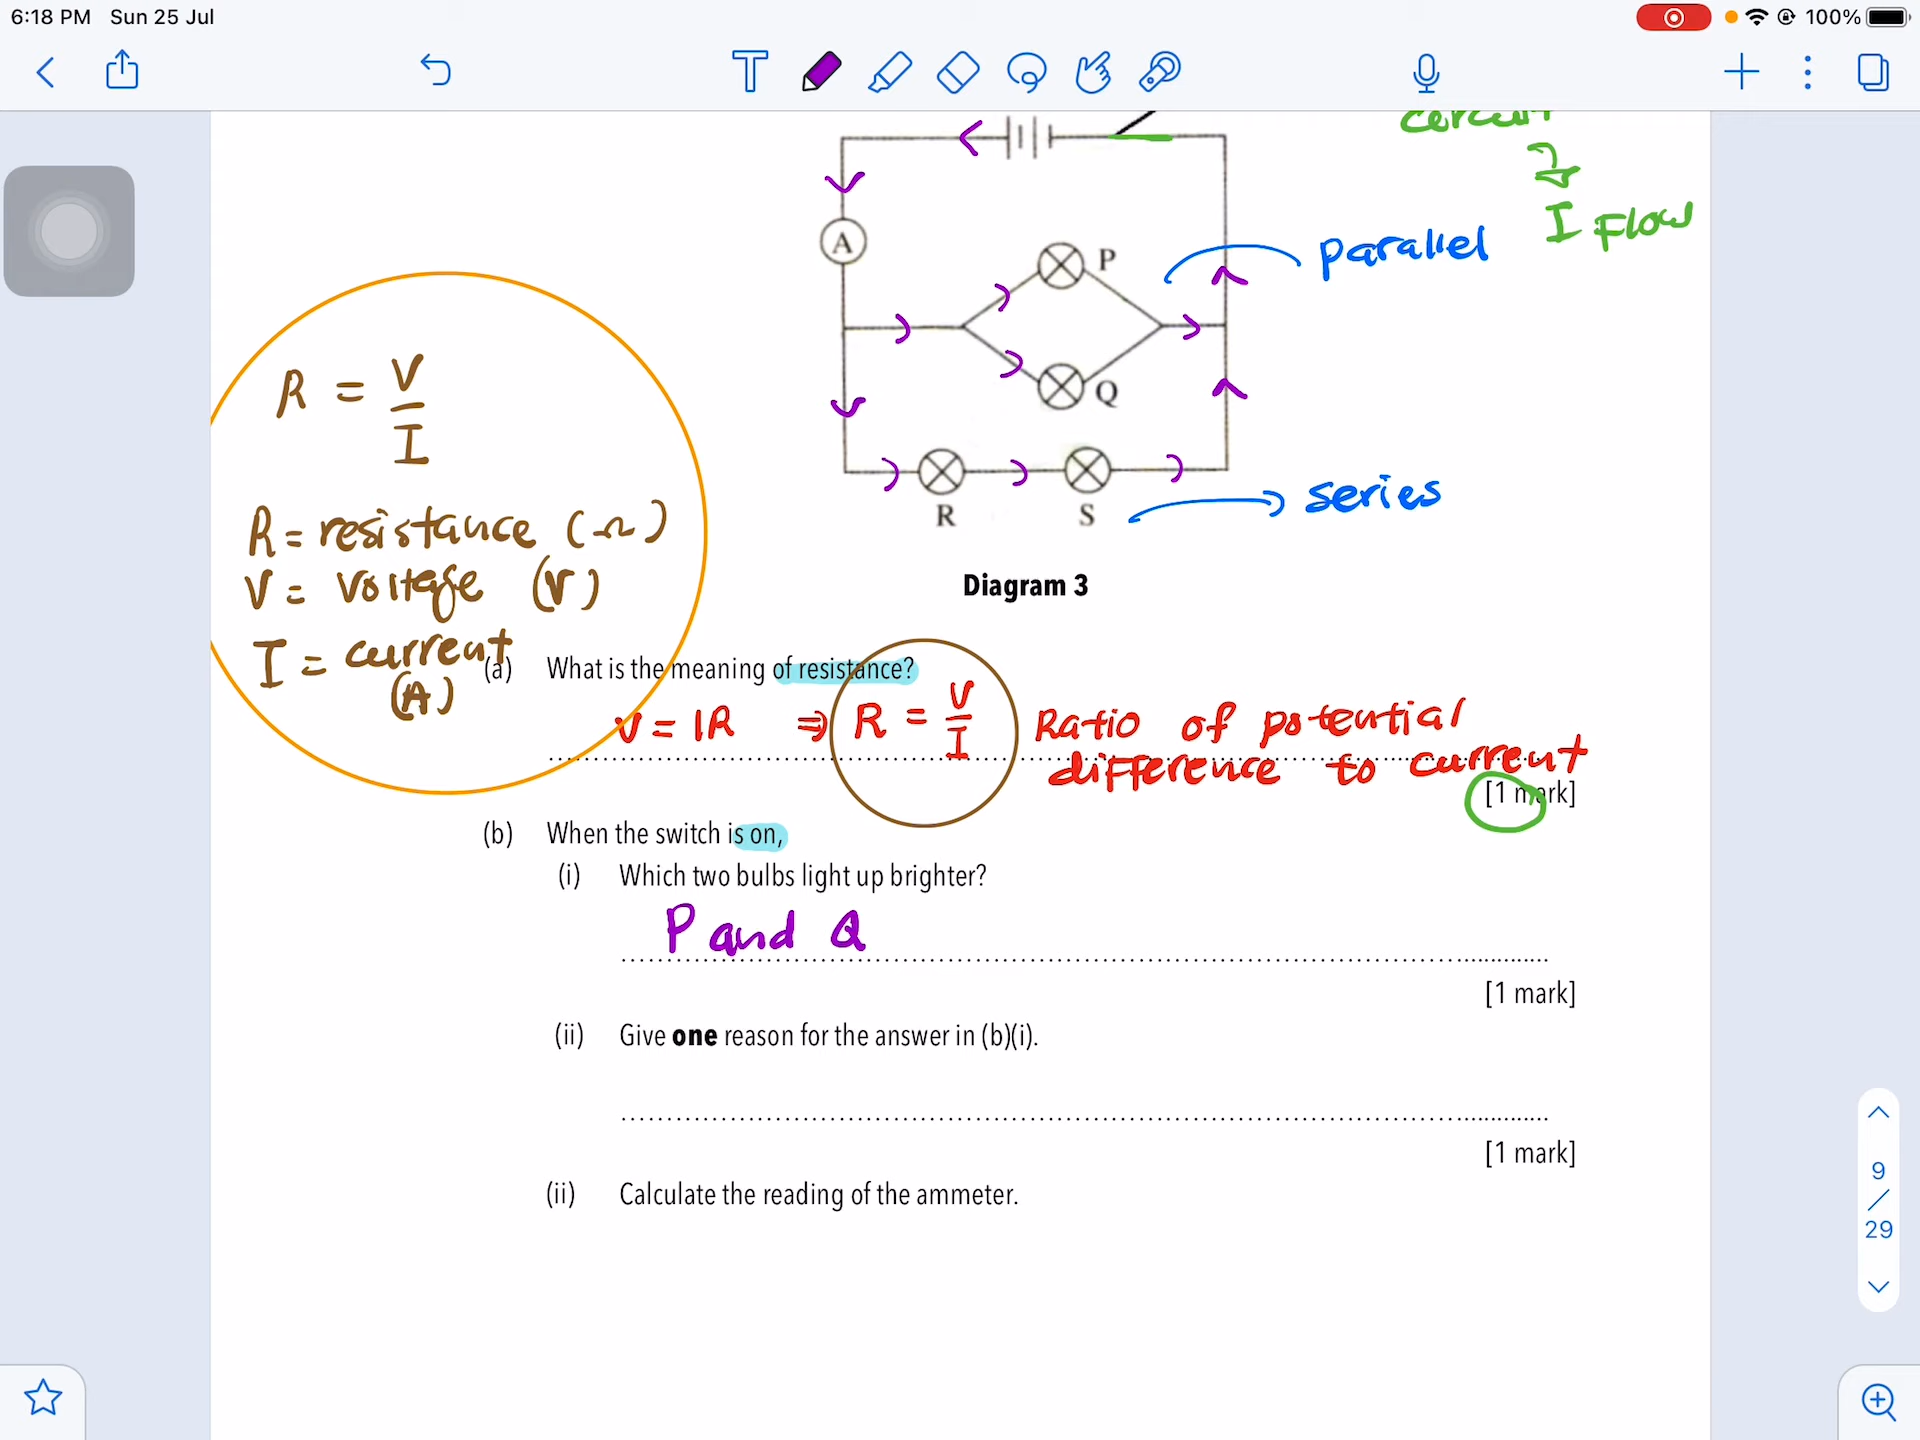 6:18 PM Sun 25 Jul
100%
circuit
I Flow
A
P
parallel
Q
R = V
I
R S
series
R = resistance (Ω)
V = Voltage (V)
I = current
(A)
Diagram 3
(a) What is the meaning of resistance?
V = IR ⇒ R = V
I
Ratio of potential
difference to current
[1 mark]
(b) When the switch is on,
(i) Which two bulbs light up brighter?
P and Q
[1 mark]
(ii) Give one reason for the answer in (b)(i).
[1 mark]
(ii) Calculate the reading of the ammeter.
9
/
29